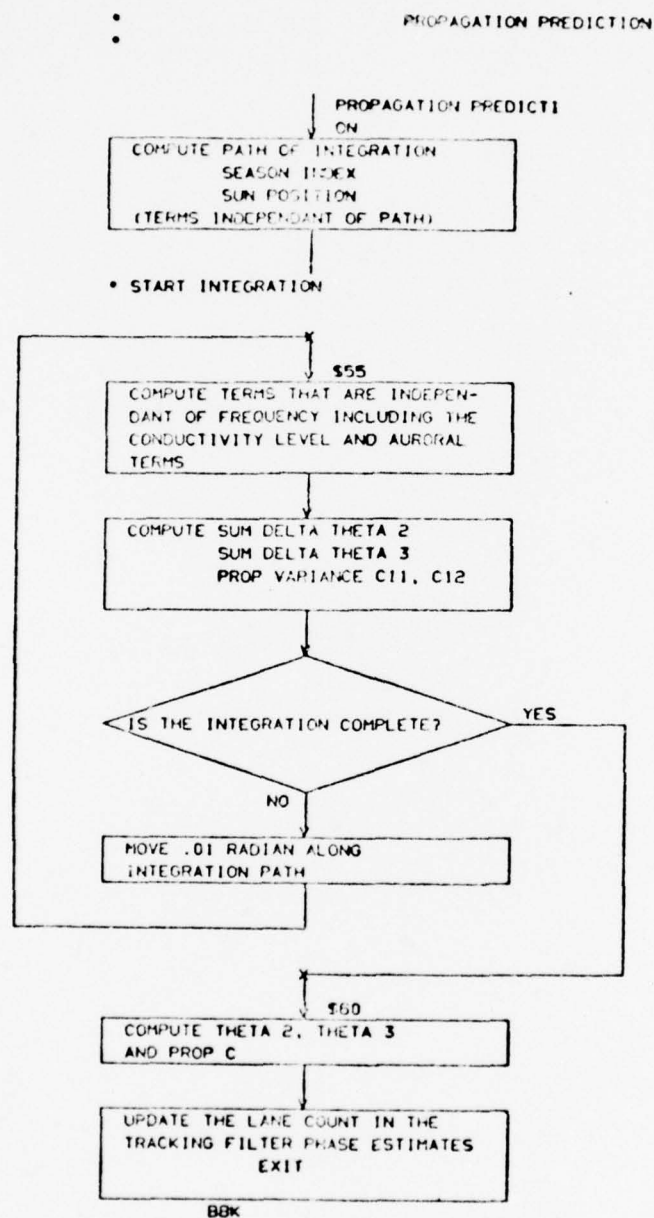 PROPAGATION PREDICTION
PROPAGATION PREDICTI
ON
COMPUTE PATH OF INTEGRATION
SEASON INDEX
SUN POSITION
(TERMS INDEPENDANT OF PATH)
• START INTEGRATION
$55
COMPUTE TERMS THAT ARE INDEPEN-
DANT OF FREQUENCY INCLUDING THE
CONDUCTIVITY LEVEL AND AURORAL
TERMS
COMPUTE SUM DELTA THETA 2
SUM DELTA THETA 3
PROP VARIANCE C11, C12
IS THE INTEGRATION COMPLETE?
YES
NO
MOVE .01 RADIAN ALONG
INTEGRATION PATH
$60
COMPUTE THETA 2, THETA 3
AND PROP C
UPDATE THE LANE COUNT IN THE
TRACKING FILTER PHASE ESTIMATES
EXIT
B8K